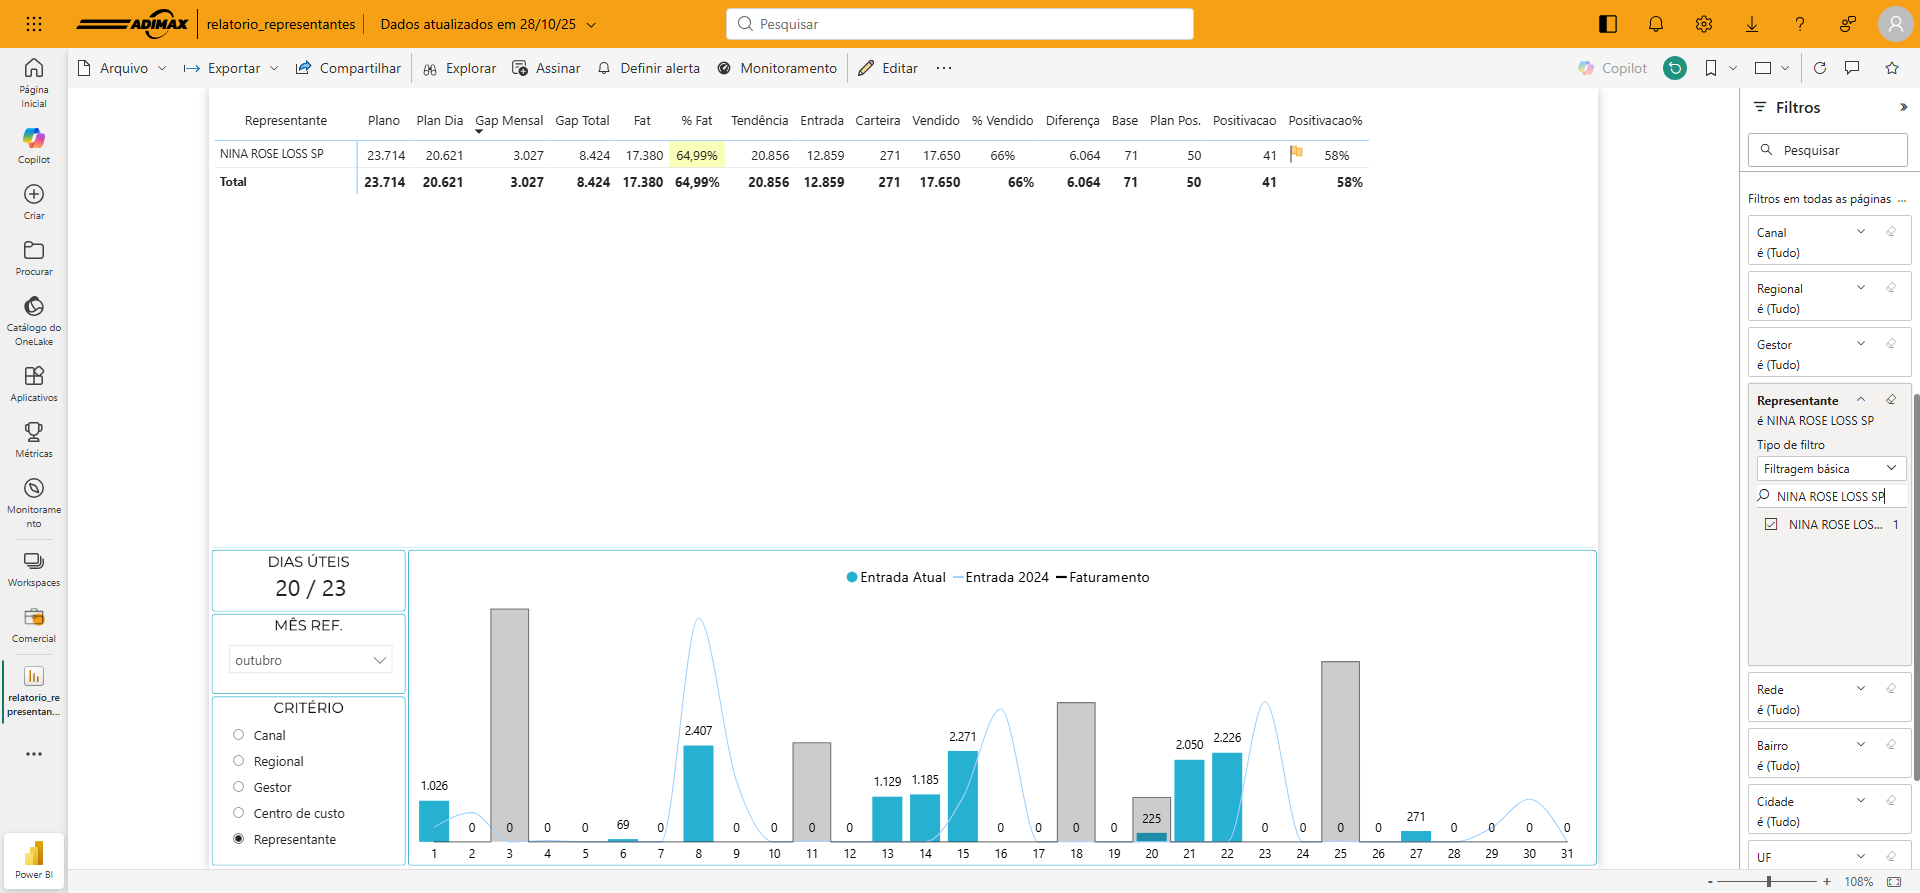 ADIMAX
relatorio_representantes
Dados atualizados em 28/10/25
Pesquisar
A
Arquivo
Exportar
Compartilhar
Explorar
Assinar
Definir alerta
Monitoramento
Editar
Copilot
Página
Inicial
Copilot
Criar
Procurar
Catálogo do
OneLake
Aplicativos
Métricas
Monitorame
nto
Workspaces
Comercial
relatorio_re
presentan...
Power BI
Representante Plano Plan Dia Gap Mensal Gap Total Fat % Fat Tendência Entrada Carteira Vendido % Vendido Diferença Base Plan Pos. Positivacao Positivacao%
NINA ROSE LOSS SP 23.714 20.621 3.027 8.424 17.380 64,99% 20.856 12.859 271 17.650 66% 6.064 71 50 41 58%
Total 23.714 20.621 3.027 8.424 17.380 64,99% 20.856 12.859 271 17.650 66% 6.064 71 50 41 58%
DIAS ÚTEIS
20 / 23
MÊS REF.
outubro
CRITÉRIO
Canal
Regional
Gestor
Centro de custo
Representante
Entrada Atual Entrada 2024 Faturamento
1.026 0 0 0 0 69 0 2.407 0 0 0 0 1.129 1.185 2.271 0 0 0 0 225 2.050 2.226 0 0 0 0 271 0 0 0 0
1 2 3 4 5 6 7 8 9 10 11 12 13 14 15 16 17 18 19 20 21 22 23 24 25 26 27 28 29 30 31
Filtros
Pesquisar
Filtros em todas as páginas ...
Canal
é (Tudo)
Regional
é (Tudo)
Gestor
é (Tudo)
Representante
é NINA ROSE LOSS SP
Tipo de filtro
Filtragem básica
NINA ROSE LOSS SP
NINA ROSE LOS... 1
Rede
é (Tudo)
Bairro
é (Tudo)
Cidade
é (Tudo)
UF
- + 108%